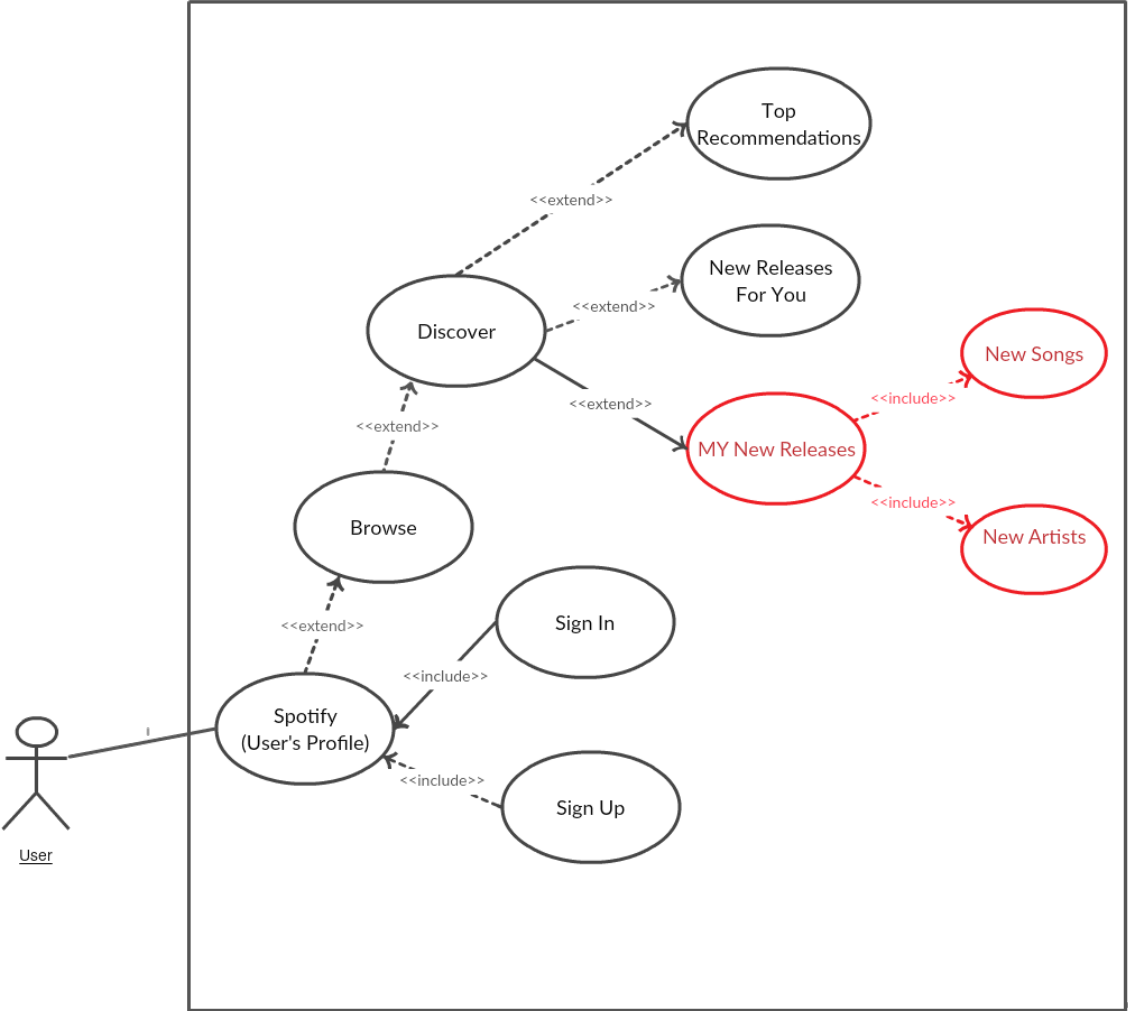 Top
Recommendations
<<extend>>
New Releases
For You
<<extend>>
Discover
New Songs
<<include>>
<<extend>>
MY New Releases
<<extend>>
<<include>>
Browse
New Artists
<<extend>>
Sign In
<<include>>
Spotify
(User's Profile)
<<include>>
Sign Up
User